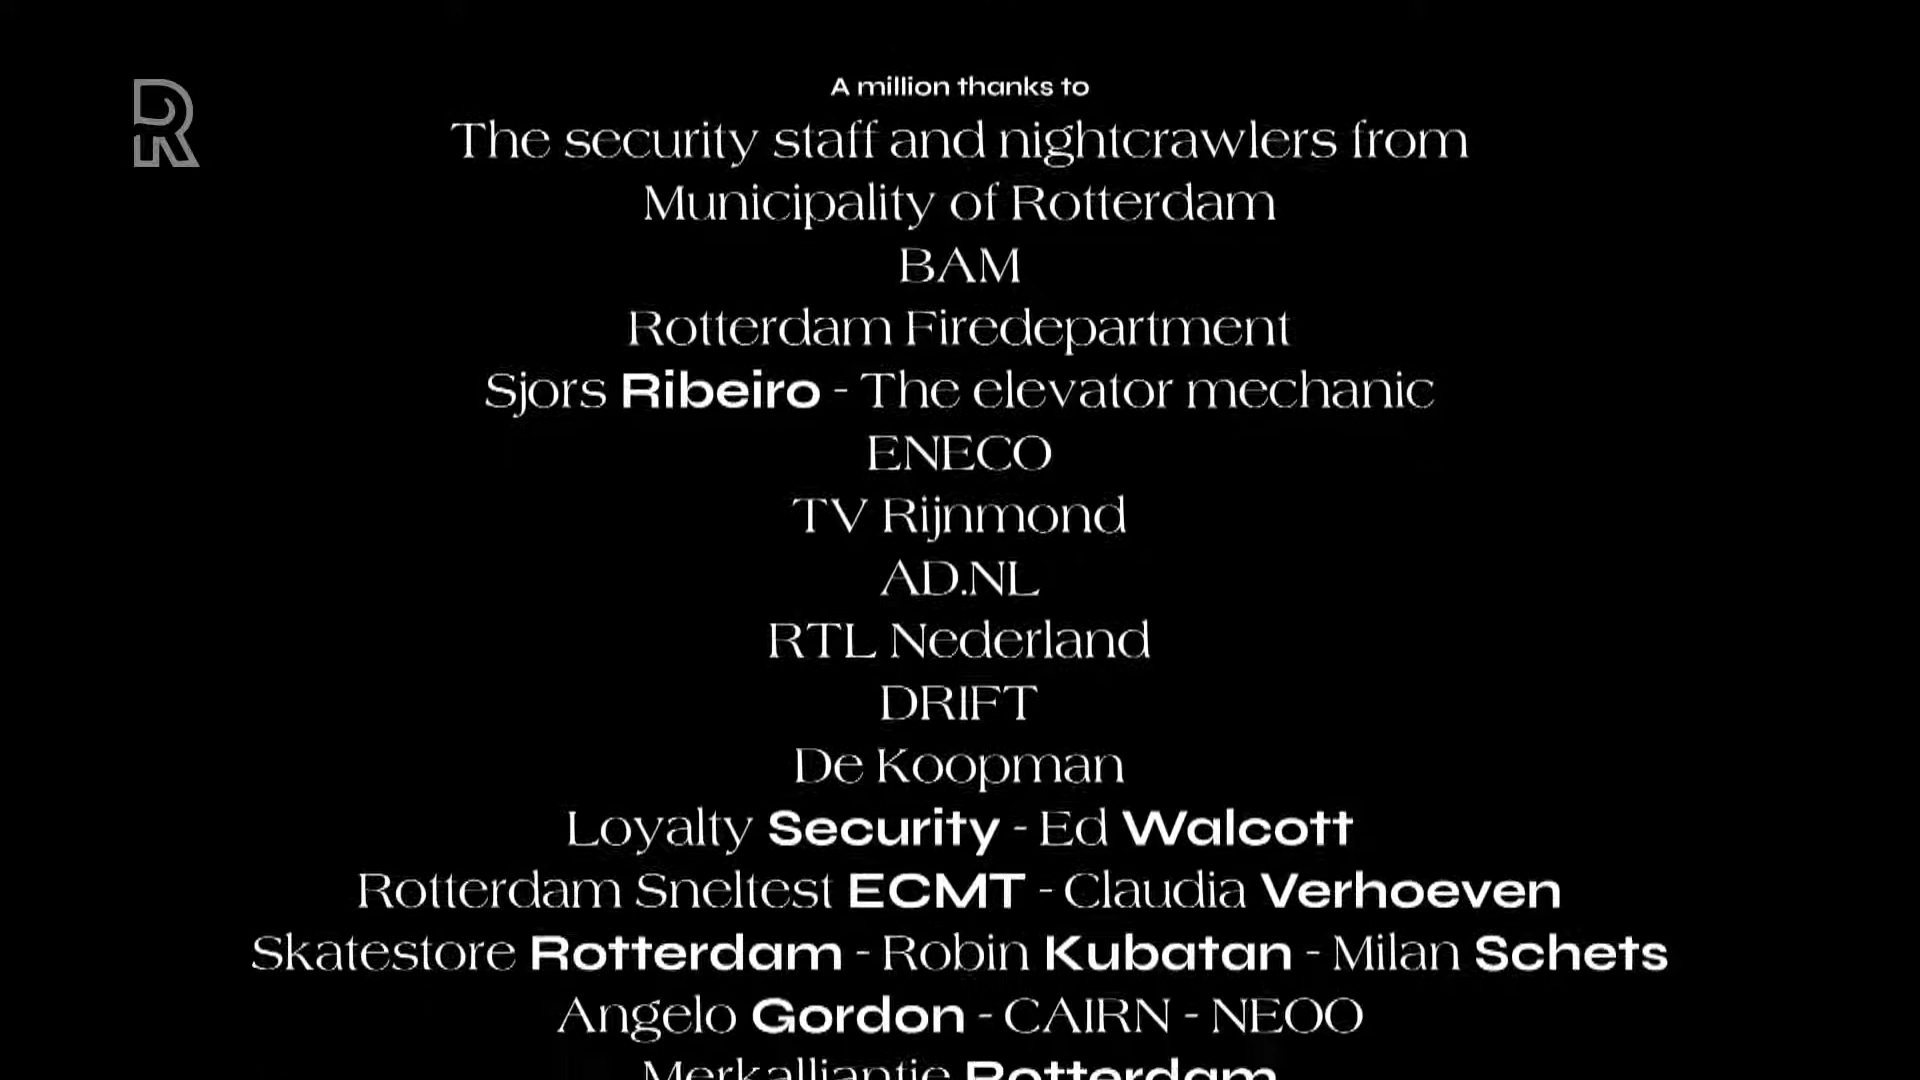 R
A million thanks to
The security staff and nightcrawlers from
Municipality of Rotterdam
BAM
Rotterdam Firedepartment
Sjors Ribeiro - The elevator mechanic
ENECO
TV Rijnmond
AD.NL
RTL Nederland
DRIFT
De Koopman
Loyalty Security - Ed Walcott
Rotterdam Sneltest ECMT - Claudia Verhoeven
Skatestore Rotterdam - Robin Kubatan - Milan Schets
Angelo Gordon - CAIRN - NEOO
Merkalliantie Rotterdam